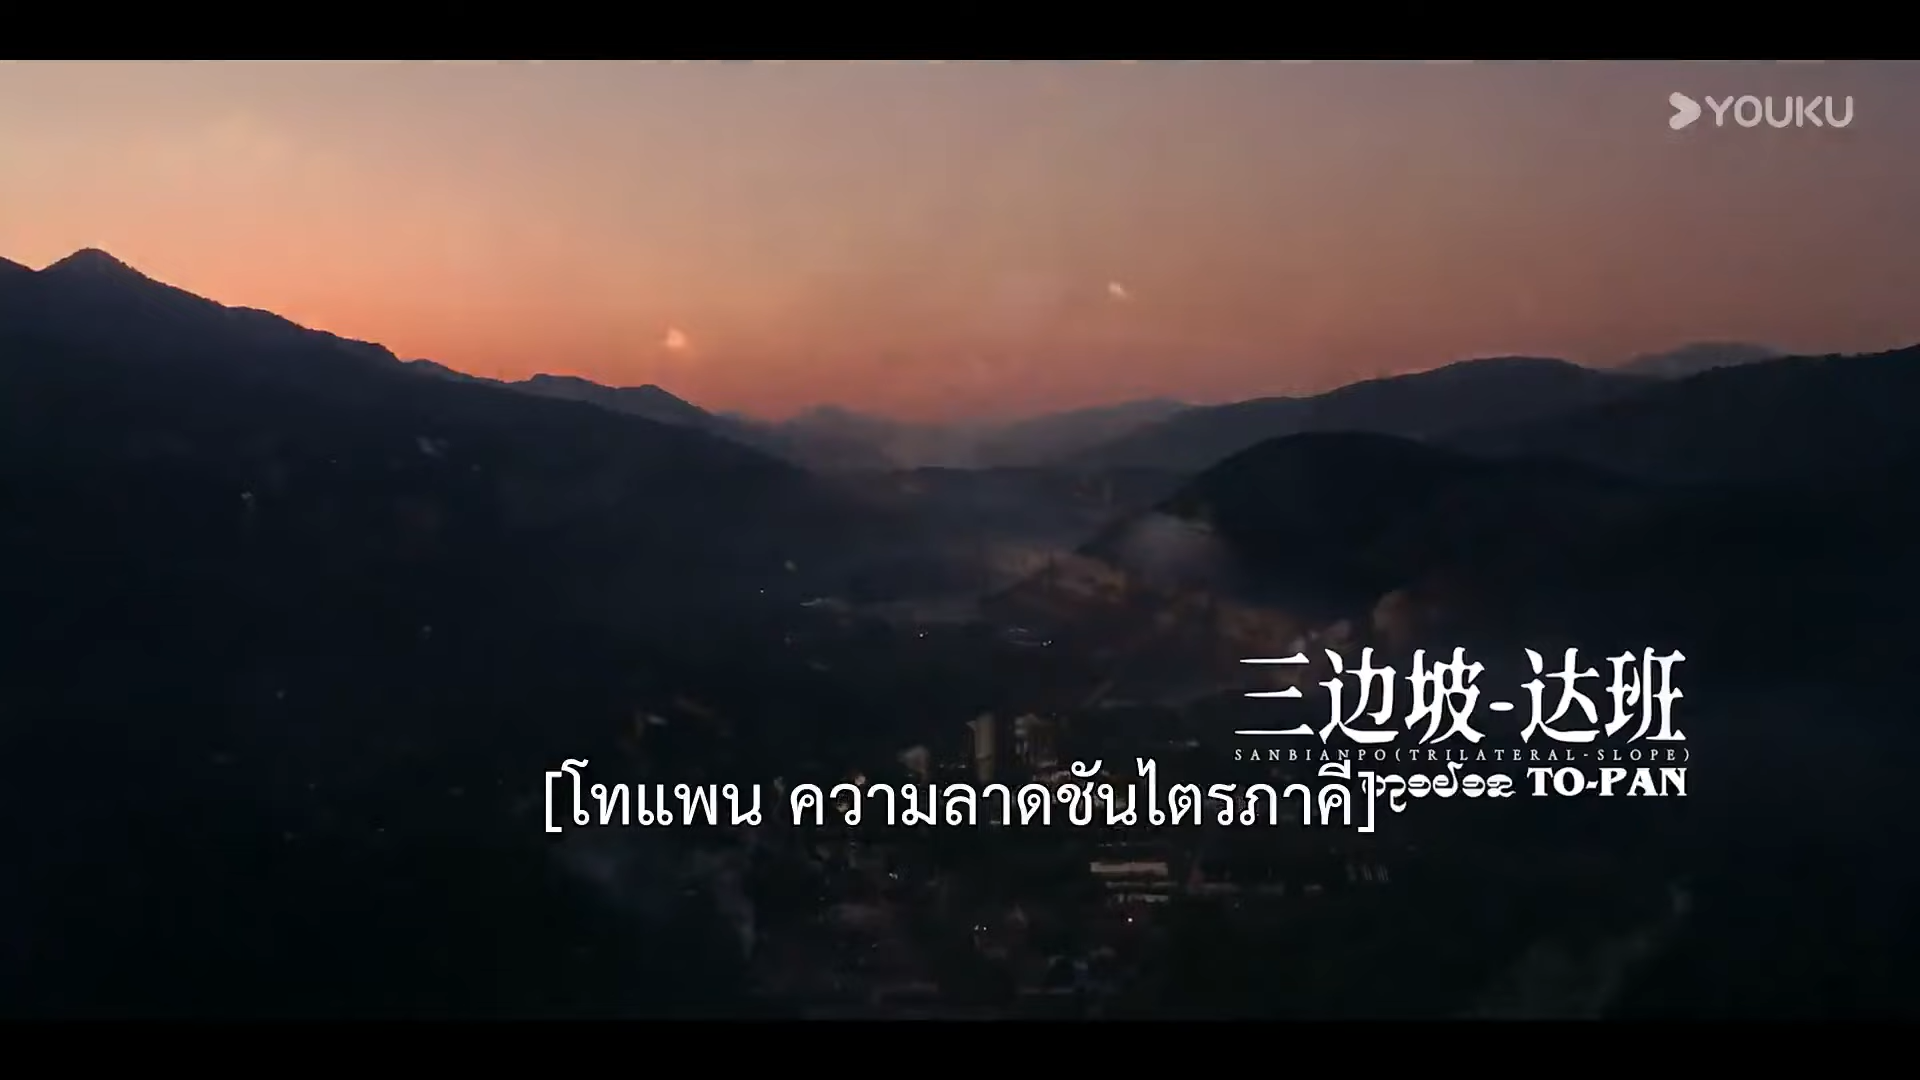 YOUKU
三边坡-达班
SANBIANPO(TRILATERAL-SLOPE)
TO-PAN
[โทแพน ความลาดชันไตรภาคี]